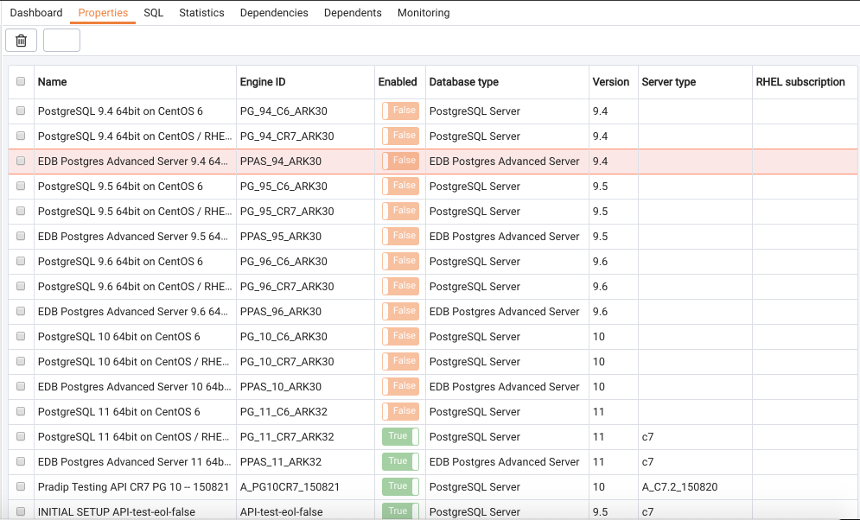 Dashboard Properties SQL Statistics Dependencies Dependents Monitoring
Name Engine ID Enabled Database type Version Server type RHEL subscription
PostgreSQL 9.4 64bit on CentOS 6 PG_94_C6_ARK30 False PostgreSQL Server 9.4
PostgreSQL 9.4 64bit on CentOS / RHE... PG_94_CR7_ARK30 False PostgreSQL Server 9.4
EDB Postgres Advanced Server 9.4 64... PPAS_94_ARK30 False EDB Postgres Advanced Server 9.4
PostgreSQL 9.5 64bit on CentOS 6 PG_95_C6_ARK30 False PostgreSQL Server 9.5
PostgreSQL 9.5 64bit on CentOS / RHE... PG_95_CR7_ARK30 False PostgreSQL Server 9.5
EDB Postgres Advanced Server 9.5 64... PPAS_95_ARK30 False EDB Postgres Advanced Server 9.5
PostgreSQL 9.6 64bit on CentOS 6 PG_96_C6_ARK30 False PostgreSQL Server 9.6
PostgreSQL 9.6 64bit on CentOS / RHE... PG_96_CR7_ARK30 False PostgreSQL Server 9.6
EDB Postgres Advanced Server 9.6 64... PPAS_96_ARK30 False EDB Postgres Advanced Server 9.6
PostgreSQL 10 64bit on CentOS 6 PG_10_C6_ARK30 False PostgreSQL Server 10
PostgreSQL 10 64bit on CentOS / RHE... PG_10_CR7_ARK30 False PostgreSQL Server 10
EDB Postgres Advanced Server 10 64b... PPAS_10_ARK30 False EDB Postgres Advanced Server 10
PostgreSQL 11 64bit on CentOS 6 PG_11_C6_ARK32 False PostgreSQL Server 11
PostgreSQL 11 64bit on CentOS / RHE... PG_11_CR7_ARK32 True PostgreSQL Server 11 c7
EDB Postgres Advanced Server 11 64b... PPAS_11_ARK32 True EDB Postgres Advanced Server 11 c7
Pradip Testing API CR7 PG 10 -- 150821 A_PG10CR7_150821 True PostgreSQL Server 10 A_C7.2_150820
INITIAL SETUP API-test-eol-false API-test-eol-false True PostgreSQL Server 9.5 c7